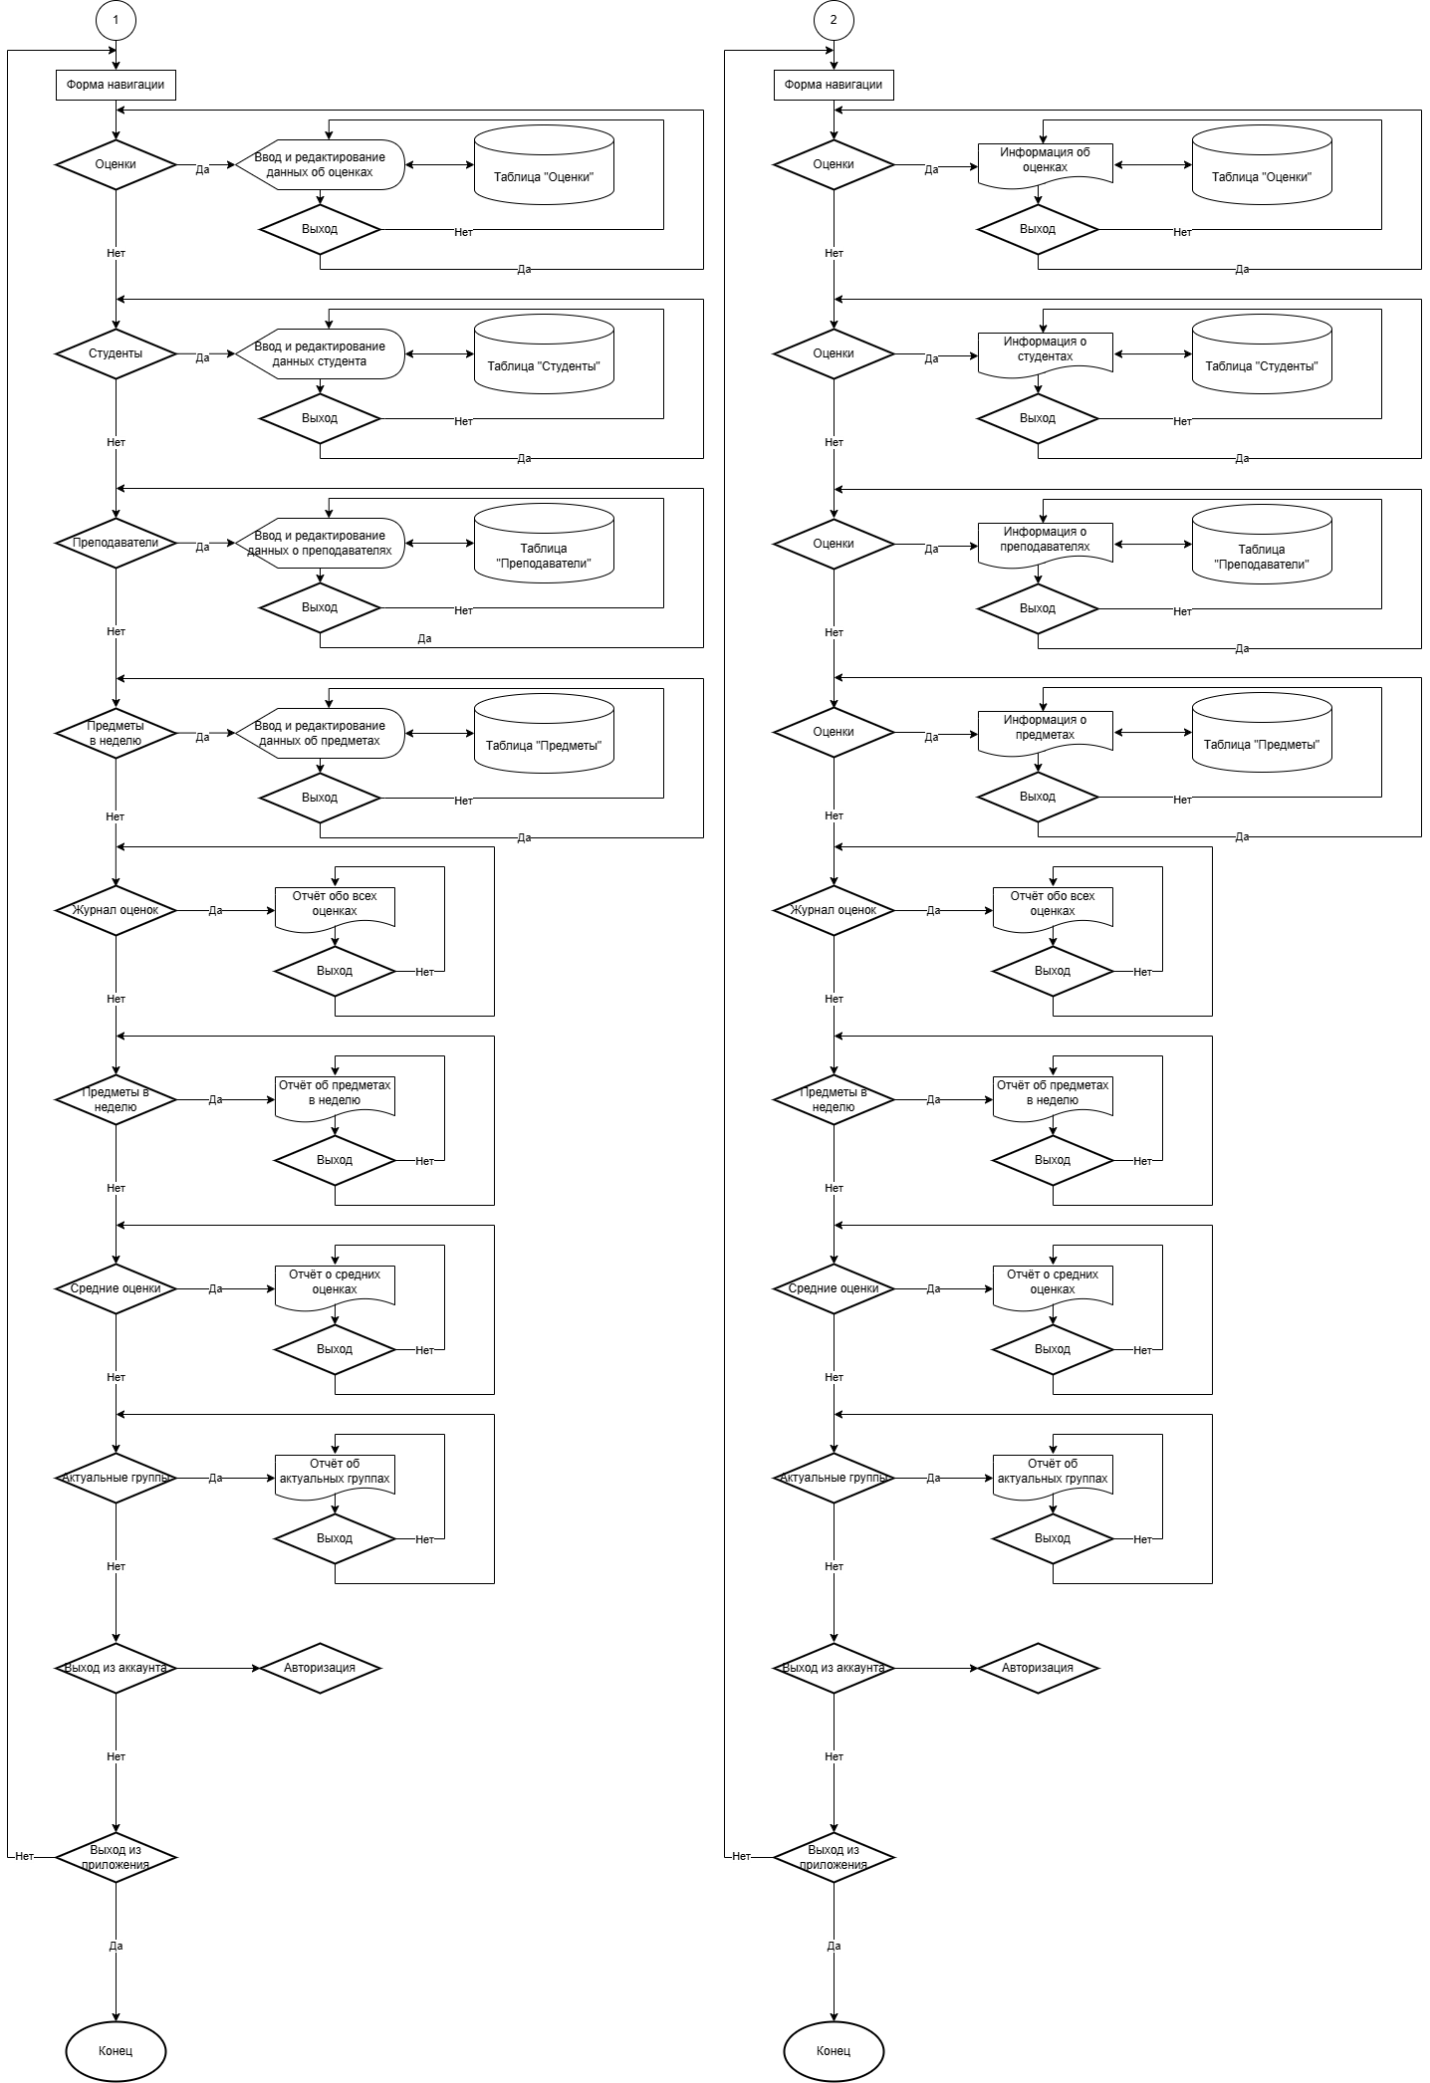 1
Форма навигации
Оценки
Да
Ввод и редактирование
данных об оценках
Таблица "Оценки"
Выход
Нет
Нет
Да
Студенты
Да
Ввод и редактирование
данных студента
Таблица "Студенты"
Выход
Нет
Нет
Да
Преподаватели
Да
Ввод и редактирование
данных о преподавателях
Таблица
"Преподаватели"
Выход
Нет
Нет
Да
Предметы
в неделю
Да
Ввод и редактирование
данных об предметах
Таблица "Предметы"
Выход
Нет
Нет
Да
Журнал оценок
Да
Отчёт обо всех
оценках
Выход
Нет
Нет
Предметы в
неделю
Да
Отчёт об предметах
в неделю
Выход
Нет
Нет
Средние оценки
Да
Отчёт о средних
оценках
Выход
Нет
Нет
Актуальные группы
Да
Отчёт об
актуальных группах
Выход
Нет
Нет
Выход из аккаунта
Авторизация
Нет
Выход из
приложения
Нет
Да
Конец
2
Форма навигации
Оценки
Да
Информация об
оценках
Таблица "Оценки"
Выход
Нет
Нет
Да
Оценки
Да
Информация о
студентах
Таблица "Студенты"
Выход
Нет
Нет
Да
Оценки
Да
Информация о
преподавателях
Таблица
"Преподаватели"
Выход
Нет
Нет
Да
Оценки
Да
Информация о
предметах
Таблица "Предметы"
Выход
Нет
Нет
Да
Журнал оценок
Да
Отчёт обо всех
оценках
Выход
Нет
Нет
Предметы в
неделю
Да
Отчёт об предметах
в неделю
Выход
Нет
Нет
Средние оценки
Да
Отчёт о средних
оценках
Выход
Нет
Нет
Актуальные группы
Да
Отчёт об
актуальных группах
Выход
Нет
Нет
Выход из аккаунта
Авторизация
Нет
Выход из
приложения
Нет
Да
Конец